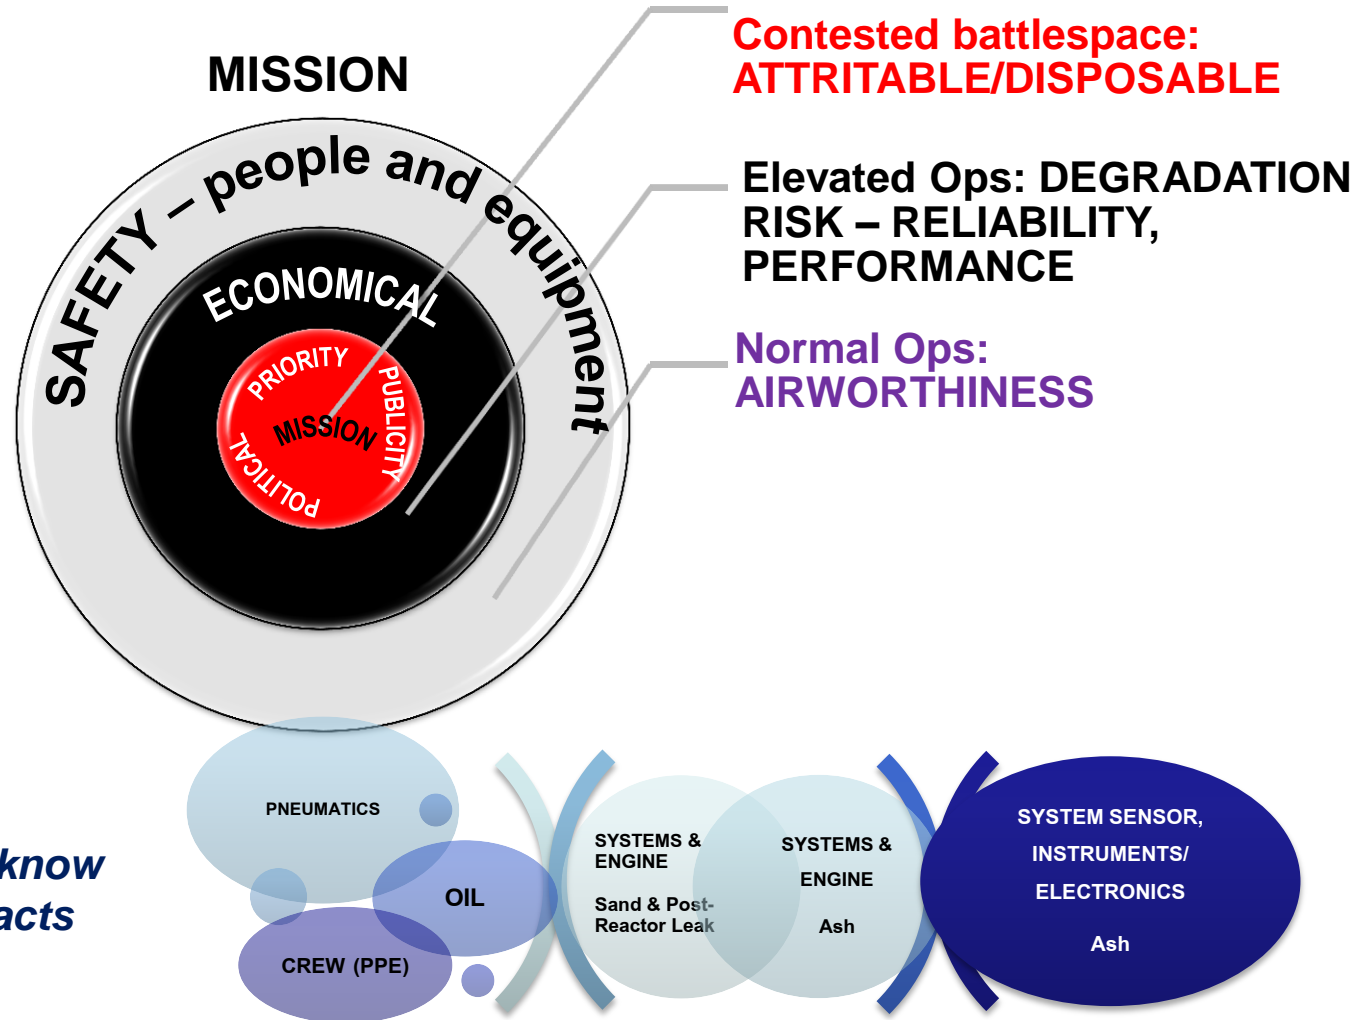 MISSION
SAFETY – people and equipment
ECONOMICAL
PRIORITY
PUBLICITY
MISSION
POLITICAL
Contested battlespace:
ATTRITABLE/DISPOSABLE
Elevated Ops: DEGRADATION
RISK – RELIABILITY,
PERFORMANCE
Normal Ops:
AIRWORTHINESS
know
acts
PNEUMATICS
OIL
CREW (PPE)
SYSTEMS &
ENGINE
Sand & Post-
Reactor Leak
SYSTEMS &
ENGINE
Ash
SYSTEM SENSOR,
INSTRUMENTS/
ELECTRONICS
Ash